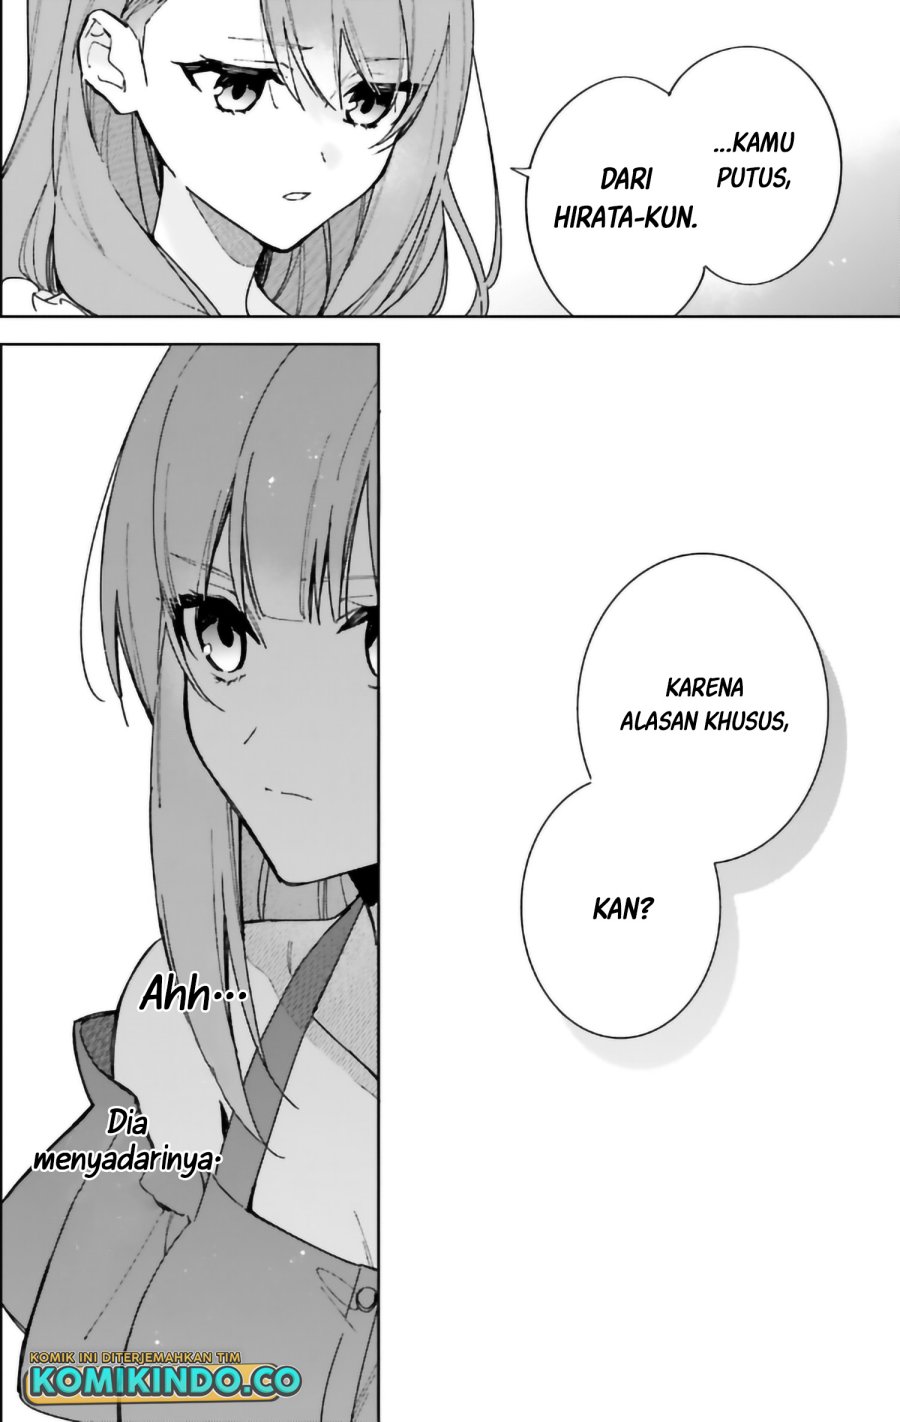 ...KAMU
PUTUS,
DARI
HIRATA-KUN.
KARENA
ALASAN KHUSUS,
KAN?
Ahh...
Dia
menyadarinya.
KOMIK INI DITERJEMAHKAN TIM
KOMIKINDO.CO